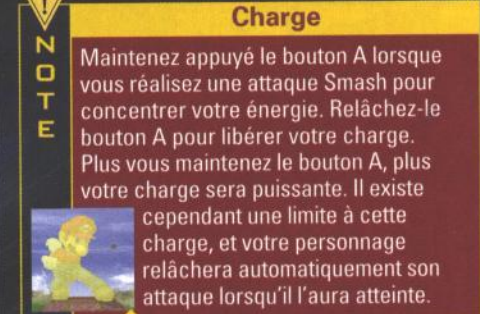 Charge
NOTE
Maintenez appuyé le bouton A lorsque
vous réalisez une attaque Smash pour
concentrer votre énergie. Relâchez-le
bouton A pour libérer votre charge.
Plus vous maintenez le bouton A, plus
votre charge sera puissante. Il existe
cependant une limite à cette
charge, et votre personnage
relâchera automatiquement son
attaque lorsqu'il l'aura atteinte.